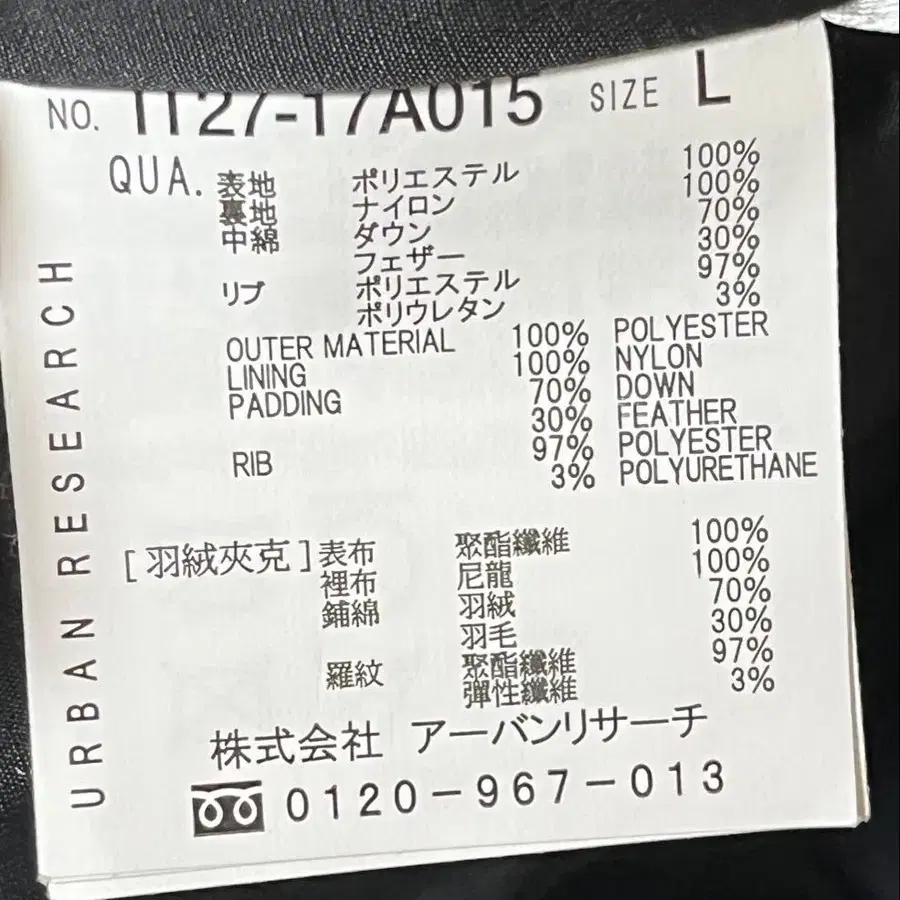 NO. IT27-17A015 SIZE L
QUA. 表地 ポリエステル 100%
裏地 ナイロン 100%
中綿 ダウン 70%
フェザー 30%
リブ ポリエステル 97%
ポリウレタン 3%
OUTER MATERIAL 100% POLYESTER
LINING 100% NYLON
PADDING 70% DOWN
30% FEATHER
RIB 97% POLYESTER
3% POLYURETHANE
[羽絨夾克] 表布 聚酯纖維 100%
裡布 尼龍 100%
鋪綿 羽絨 70%
羽毛 30%
羅紋 聚酯纖維 97%
彈性纖維 3%
株式会社 アーバンリサーチ
0120-967-013
URBAN RESEARCH